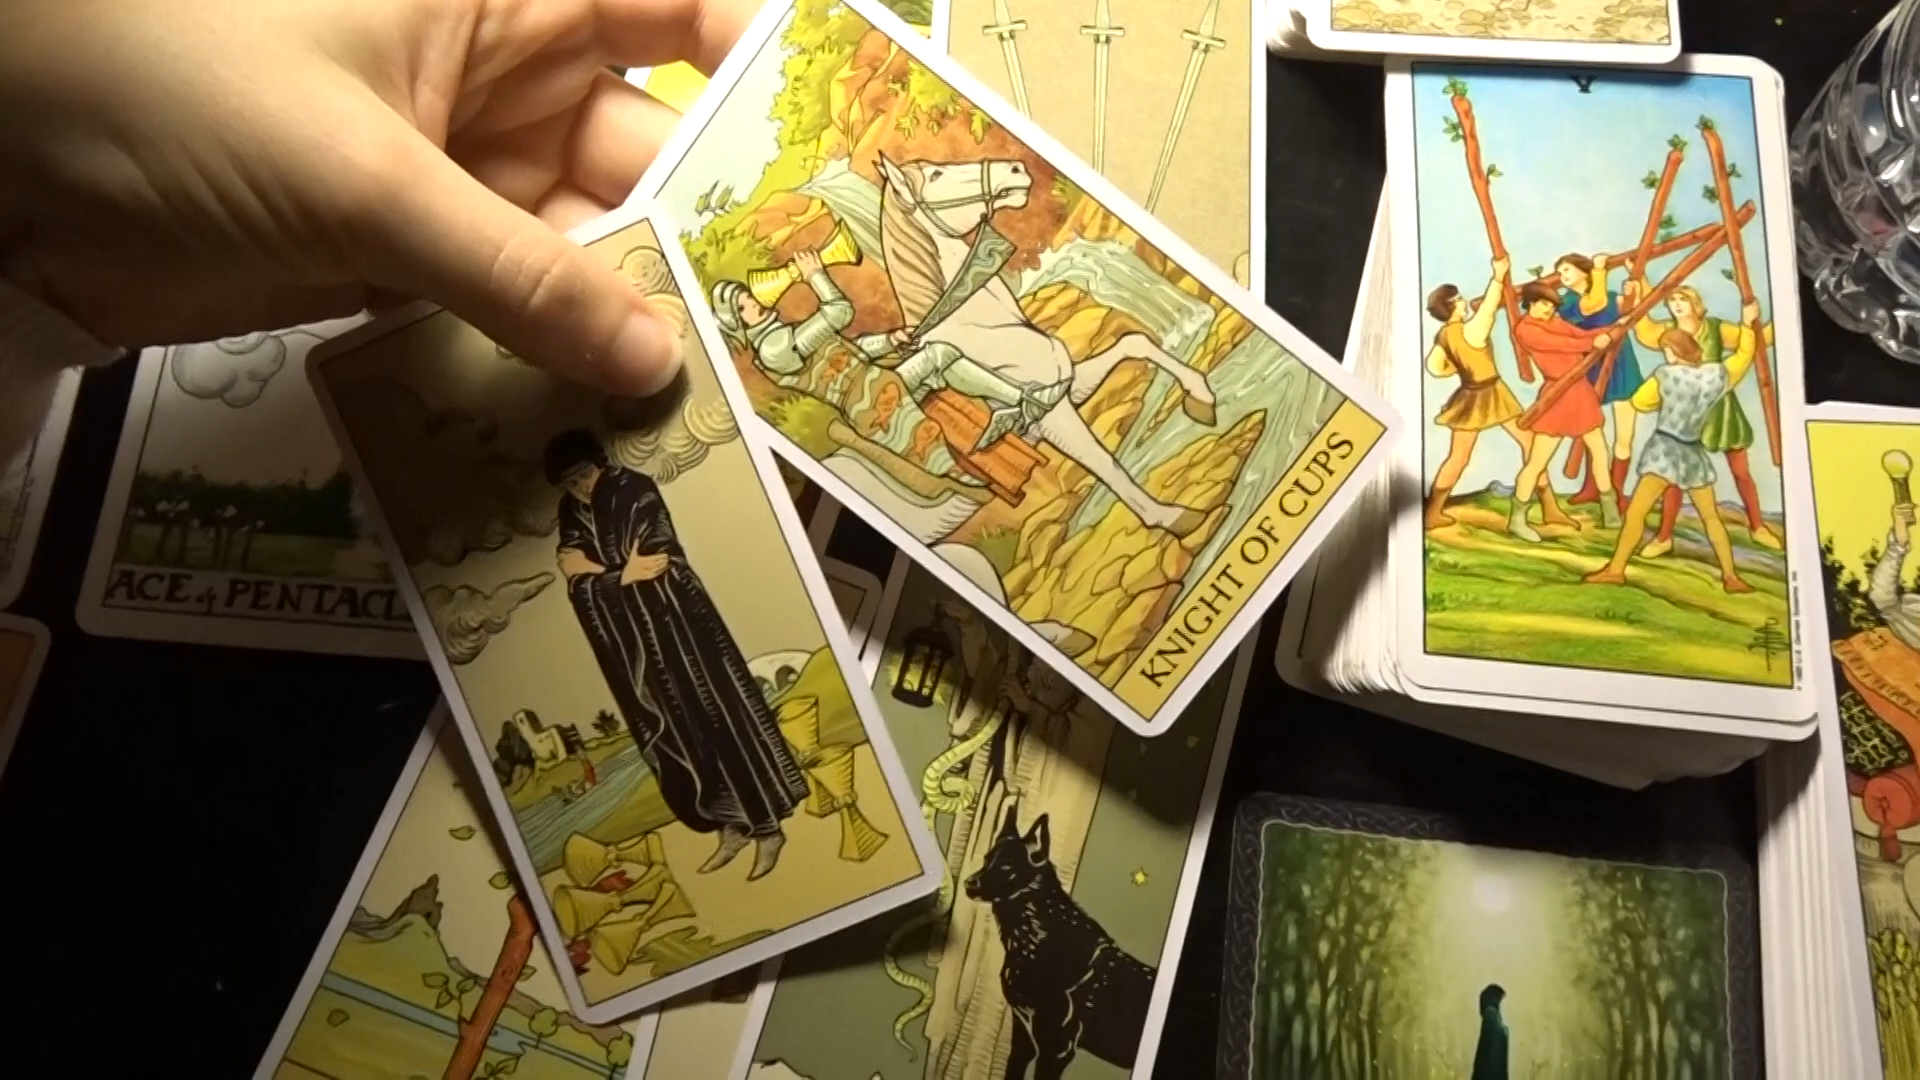 V
ACE of PENTACL
KNIGHT OF CUPS